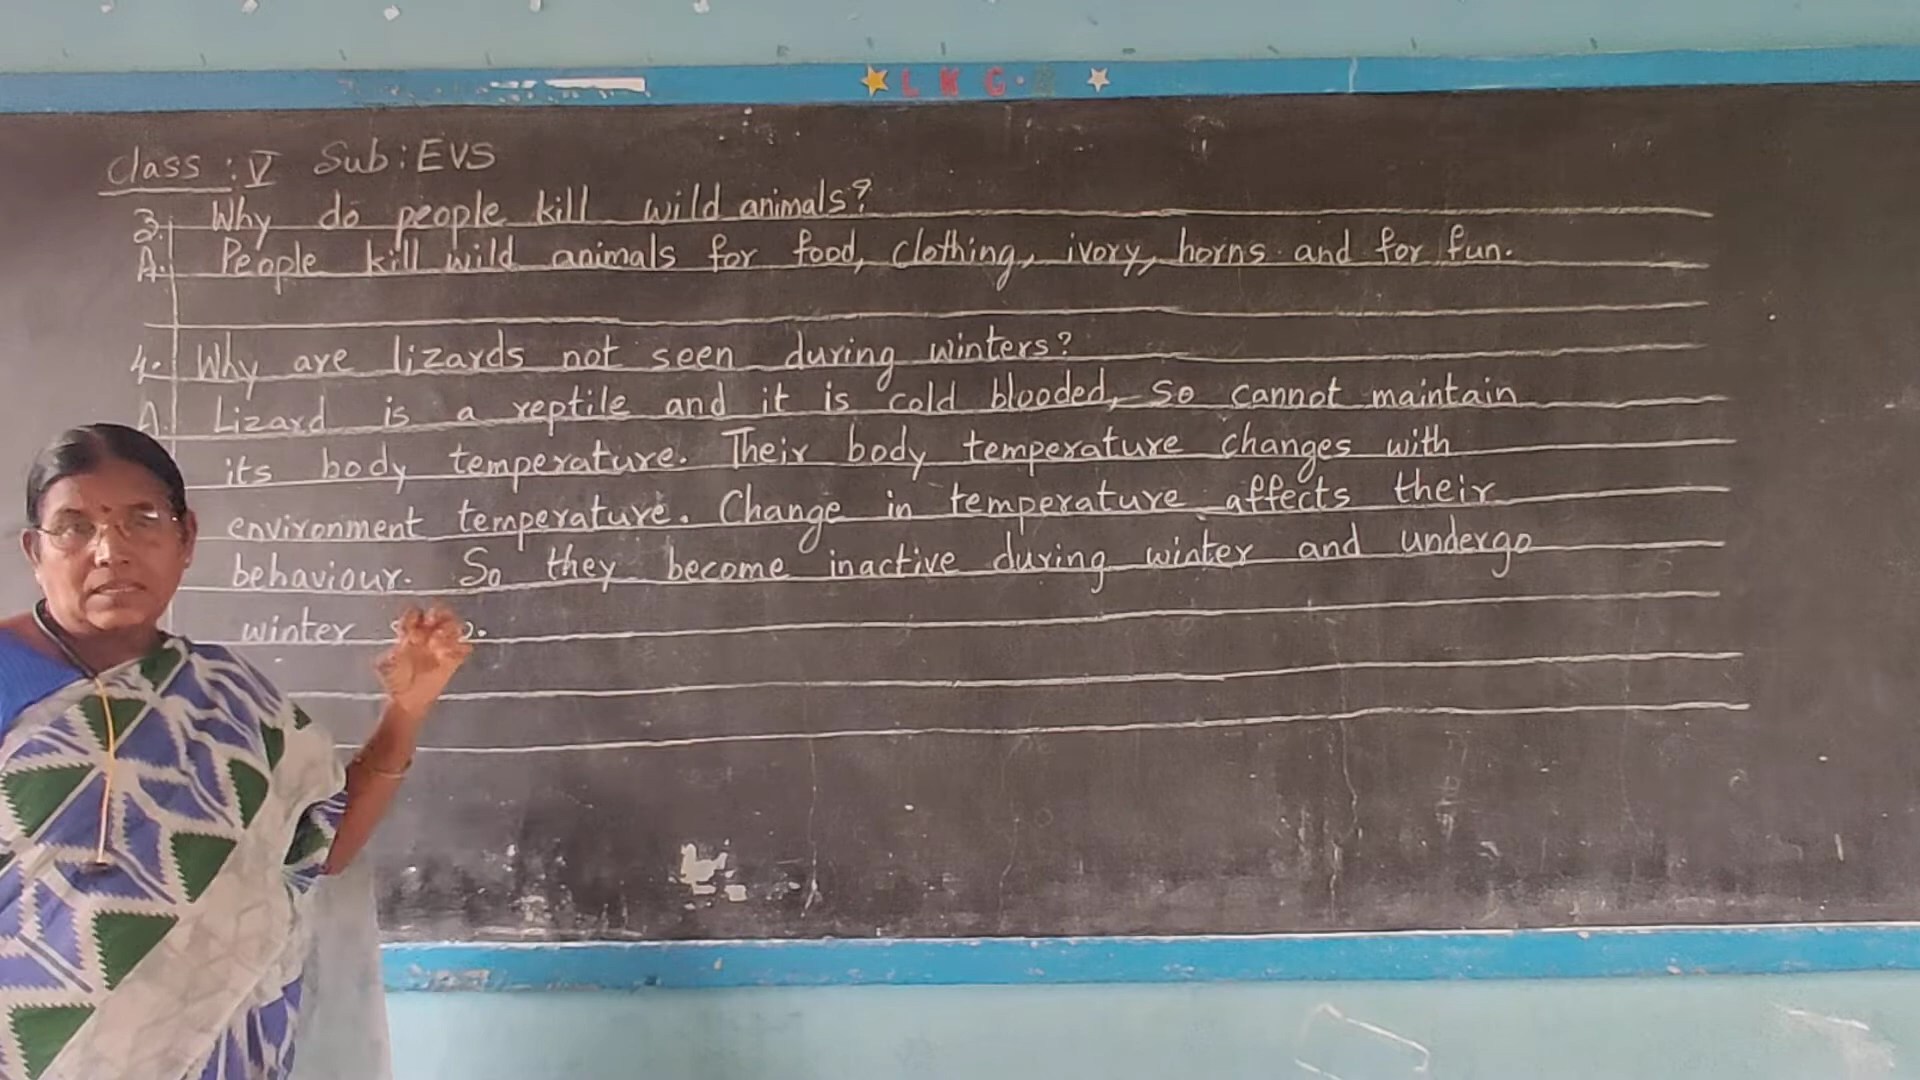 LKG.
Class : V Sub : EVS
3. Why do people kill wild animals?
A. People kill wild animals for food, clothing, ivory, horns and for fun.
4. Why are lizards not seen during winters?
A. Lizard is a reptile and it is cold blooded, so cannot maintain
its body temperature. Their body temperature changes with
environment temperature. Change in temperature affects their
behaviour. So they become inactive during winter and undergo
winter